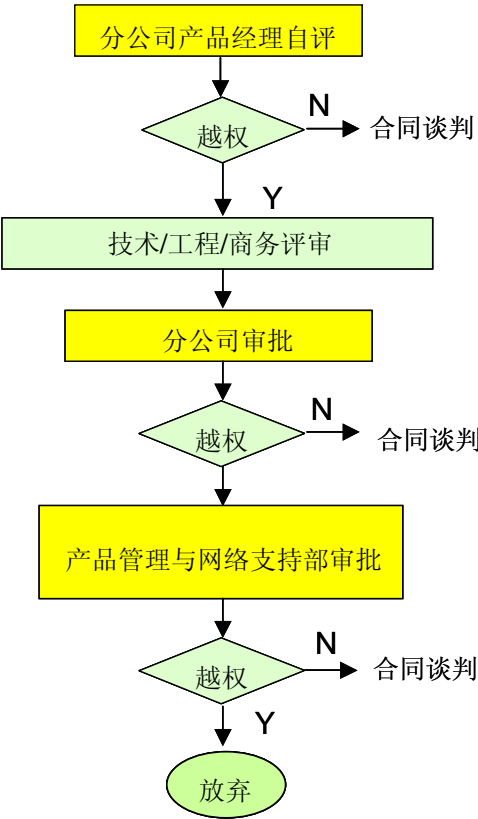 分公司产品经理自评
越权
N
合同谈判
Y
技术/工程/商务评审
分公司审批
越权
N
合同谈判
产品管理与网络支持部审批
越权
N
合同谈判
Y
放弃